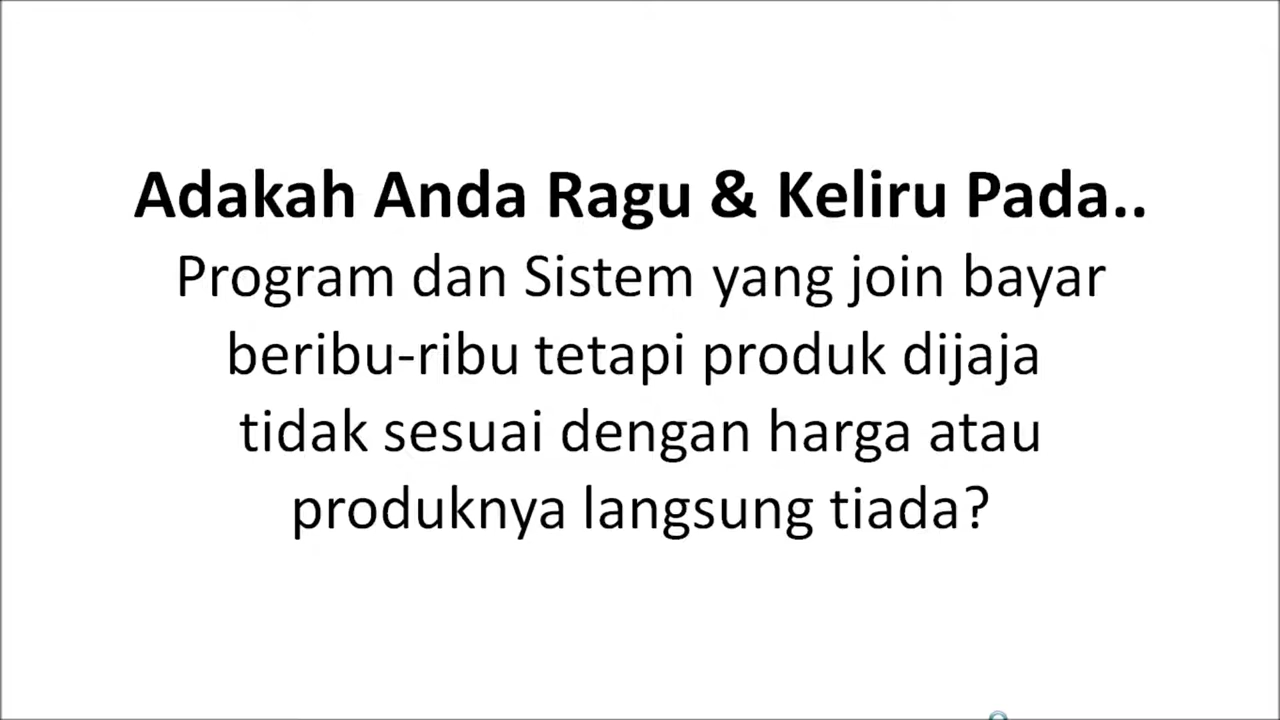 Adakah Anda Ragu & Keliru Pada..
Program dan Sistem yang join bayar
beribu-ribu tetapi produk dijaja
tidak sesuai dengan harga atau
produknya langsung tiada?